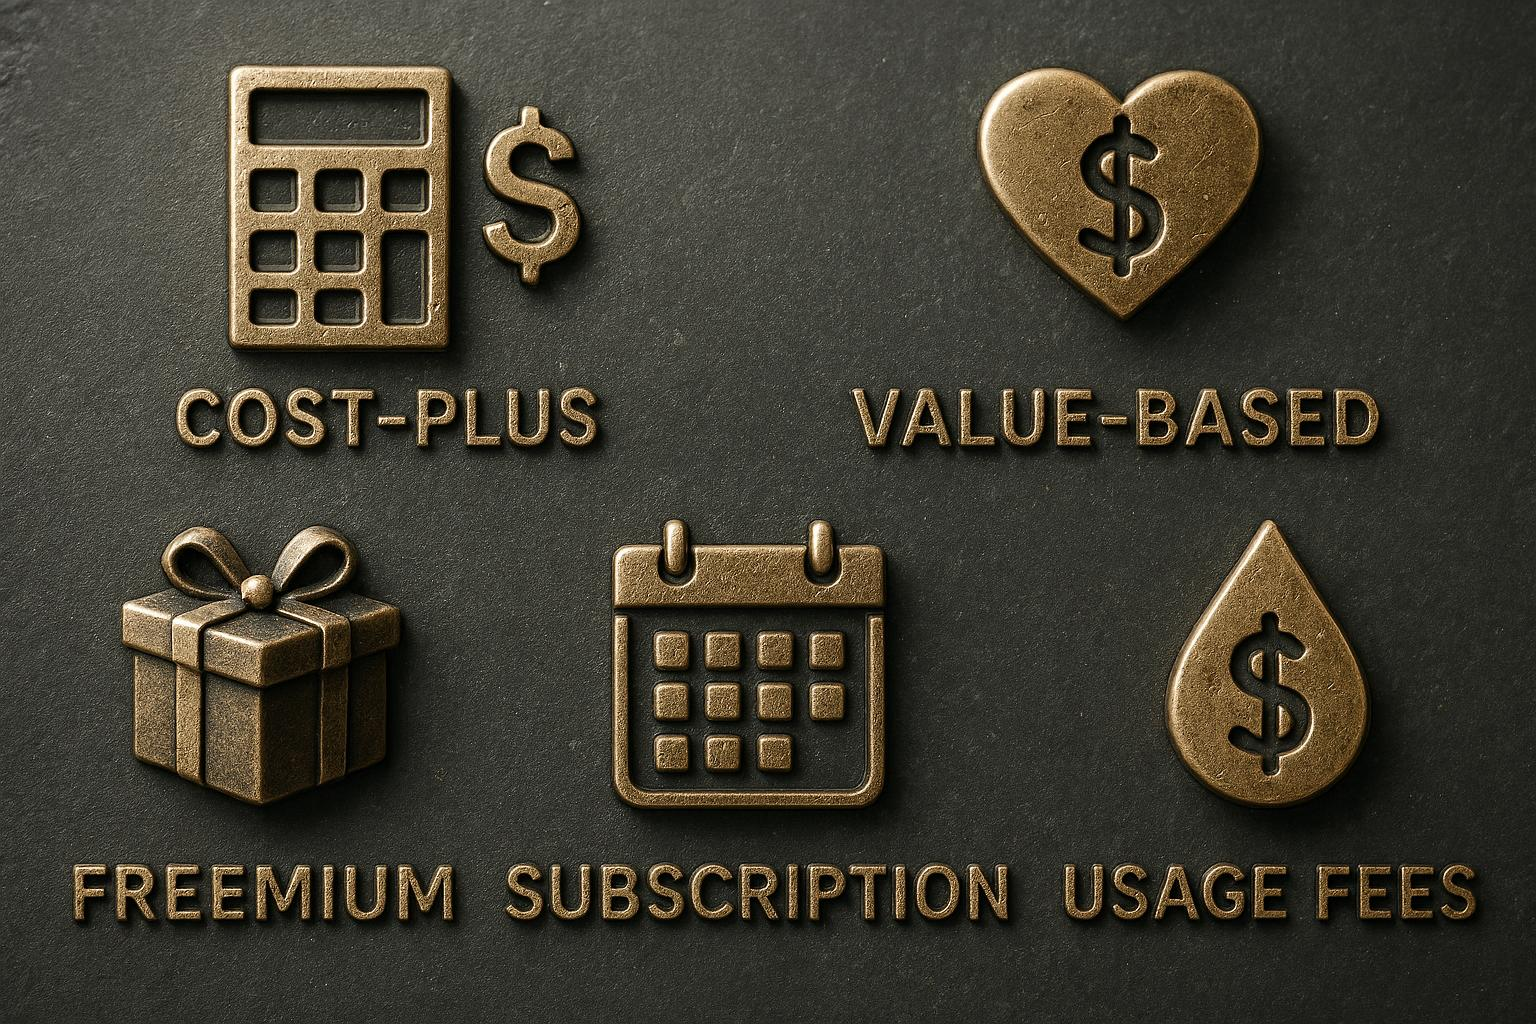 $
$
COST-PLUS
VALUE-BASED
$
FREEMIUM
SUBSCRIPTION
USAGE FEES